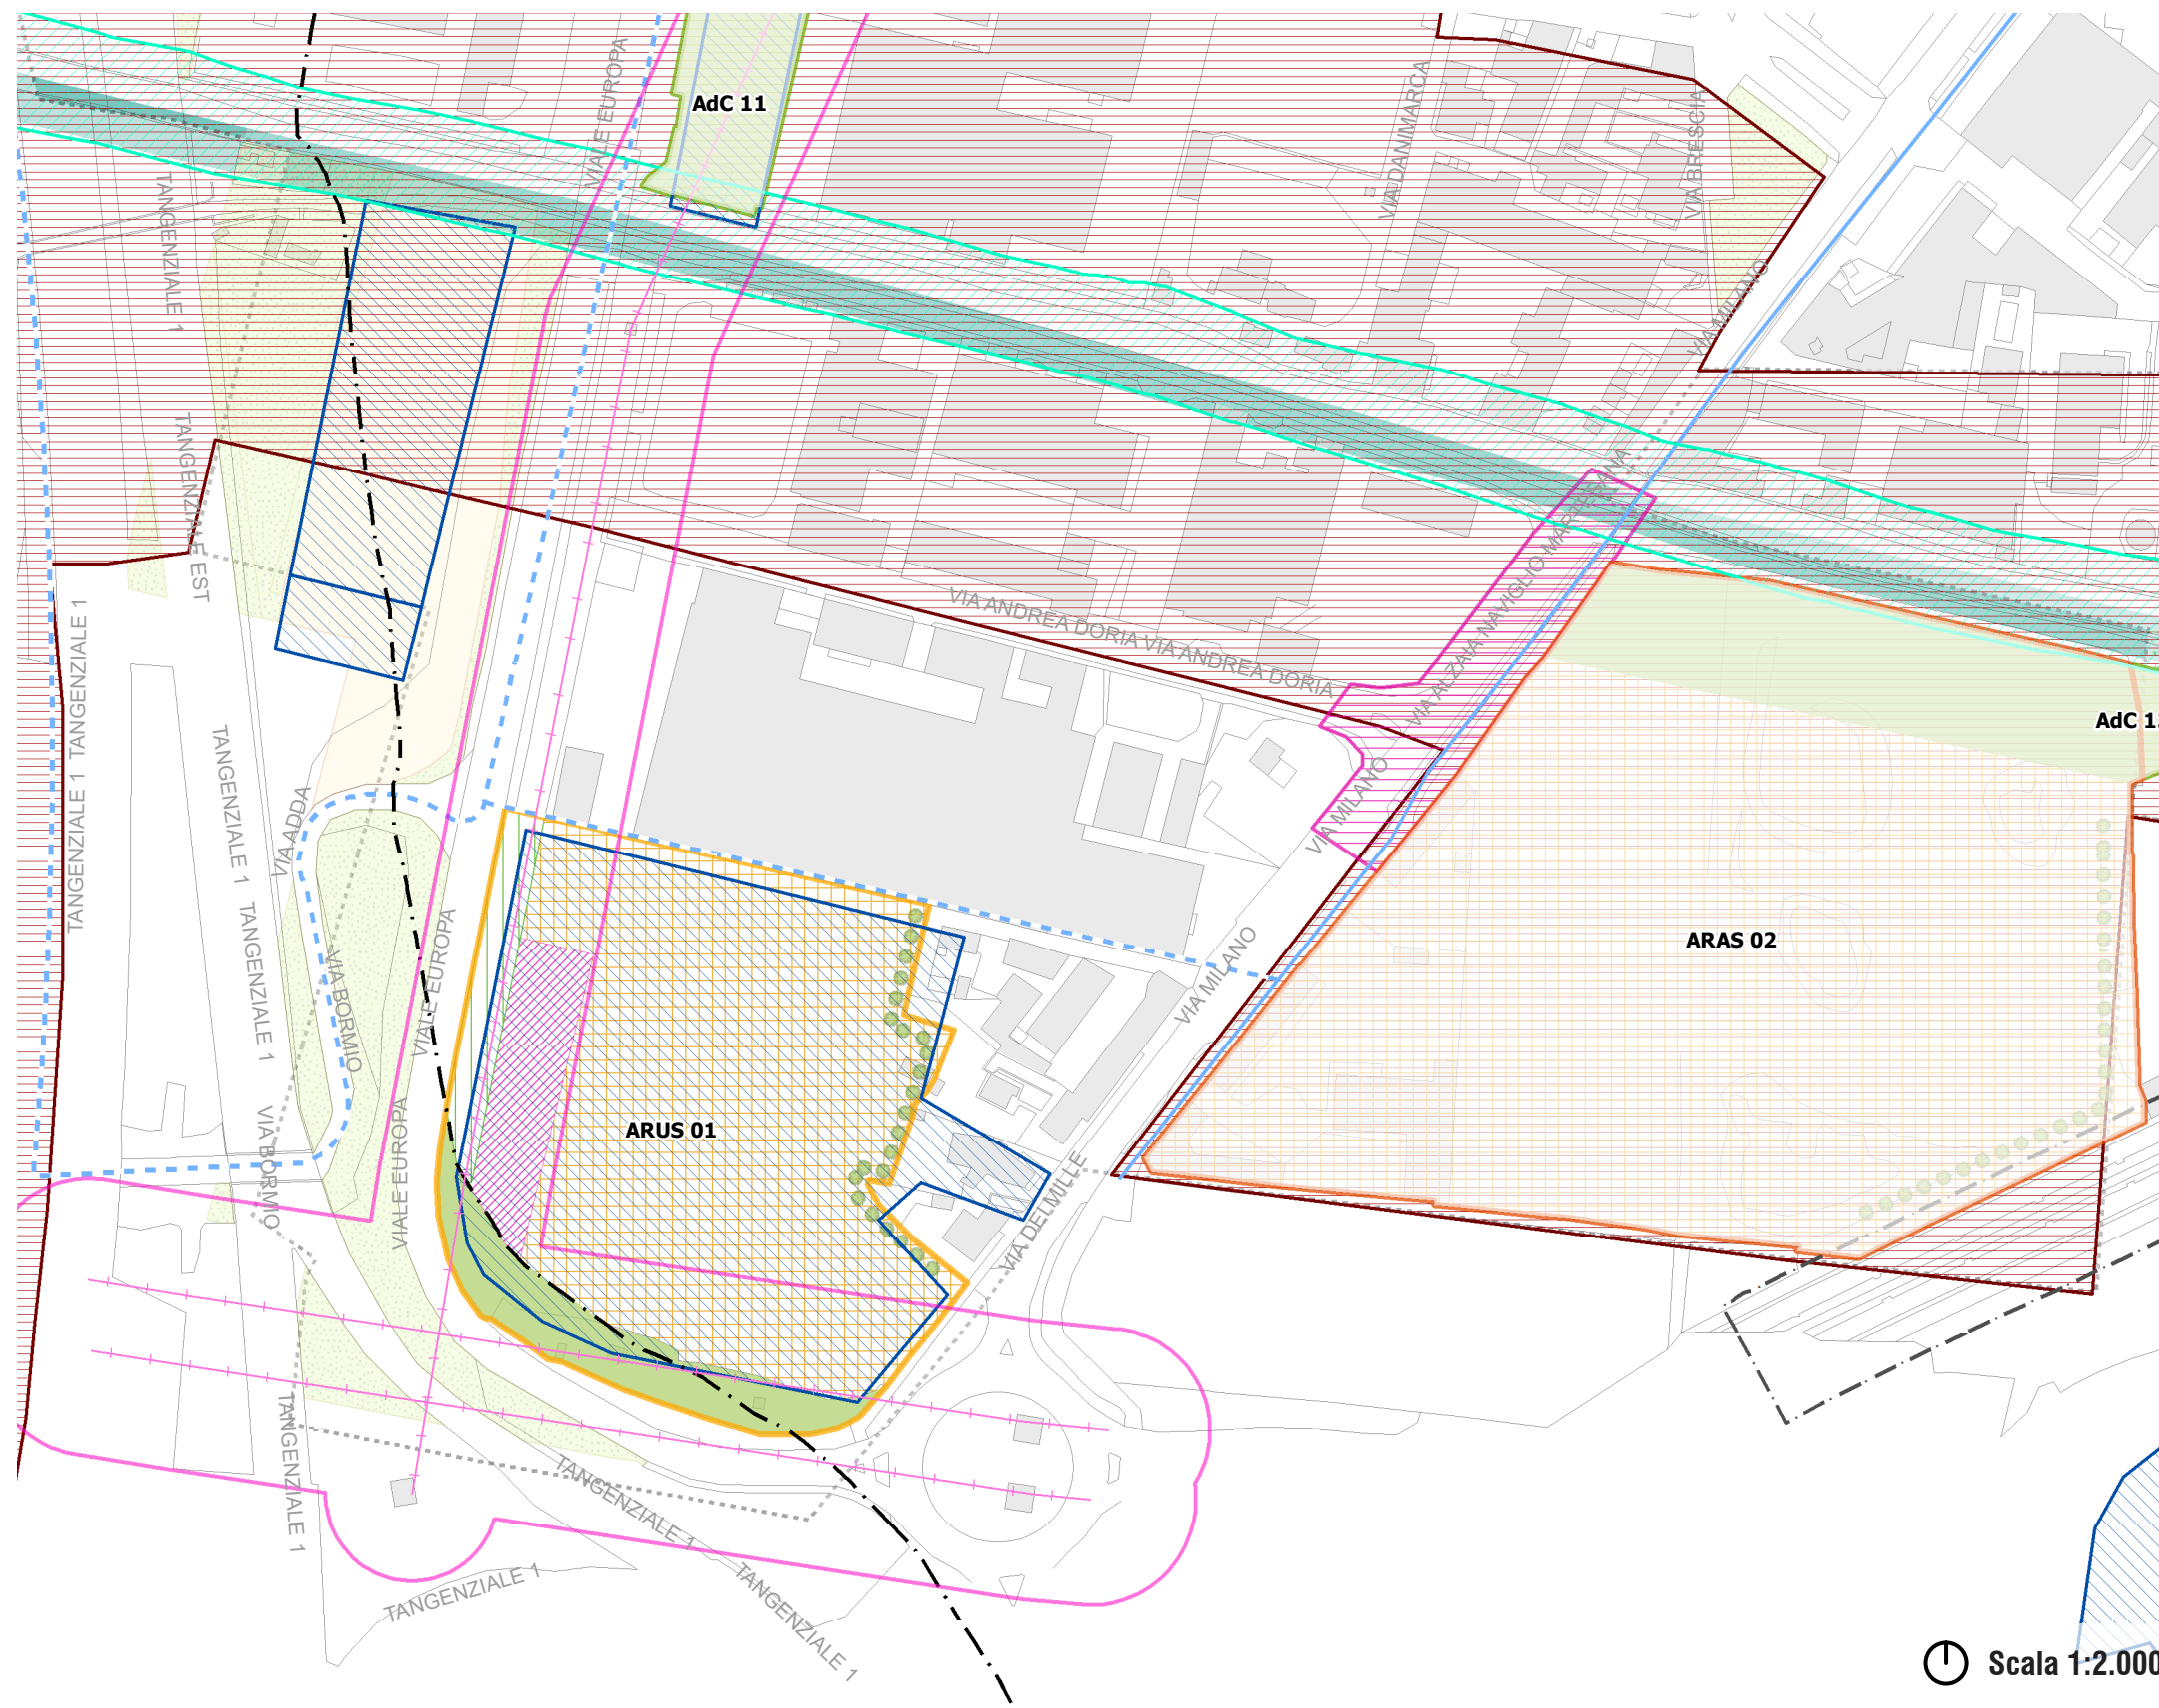 AdC 11
VIALE EUROPA
VIA DANIMARCA
VIA BRESCIA
TANGENZIALE 1
VIA MILANO
TANGENZIALE EST
VIA ALZAIA NAVIGLIO MARTESANA
VIA ANDREA DORIA VIA ANDREA DORIA
TANGENZIALE 1 TANGENZIALE 1
AdC 1
TANGENZIALE 1
VIA ADDA
VIA MILANO
TANGENZIALE 1
VIALE EUROPA
VIA BORMIO
VIA MILANO
ARAS 02
ARUS 01
VIA BORMIO
VIALE EUROPA
VIA DEI MILLE
TANGENZIALE 1
TANGENZIALE 1
TANGENZIALE 1
TANGENZIALE 1
Scala 1:2.000